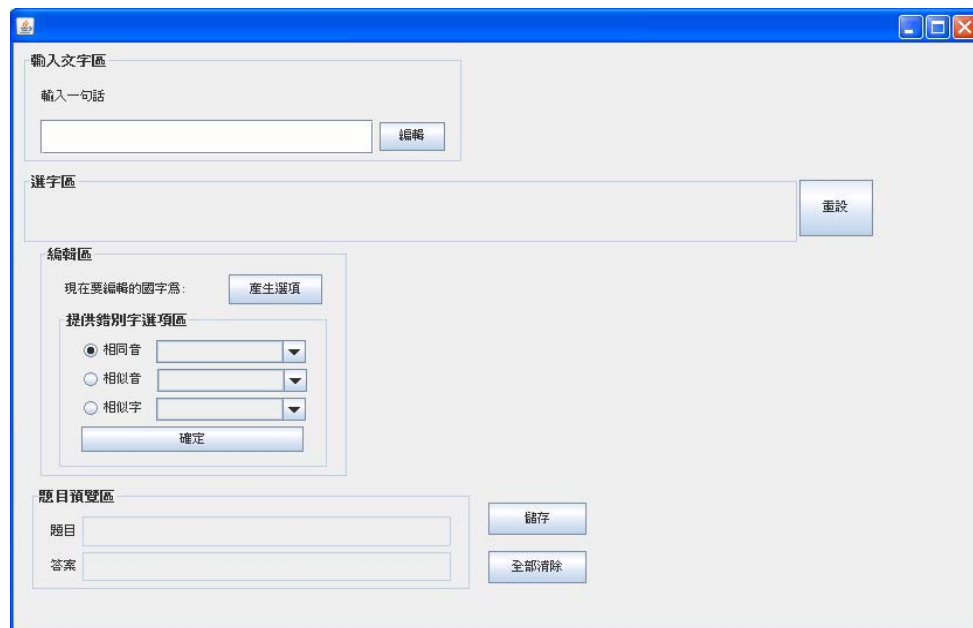 輸入文字區
輸入一句話
編輯
選字區
重設
編輯區
現在要編輯的國字為:
產生選項
提供錯別字選項區
相同音
相似音
相似字
確定
題目預覽區
題目
儲存
答案
全部清除